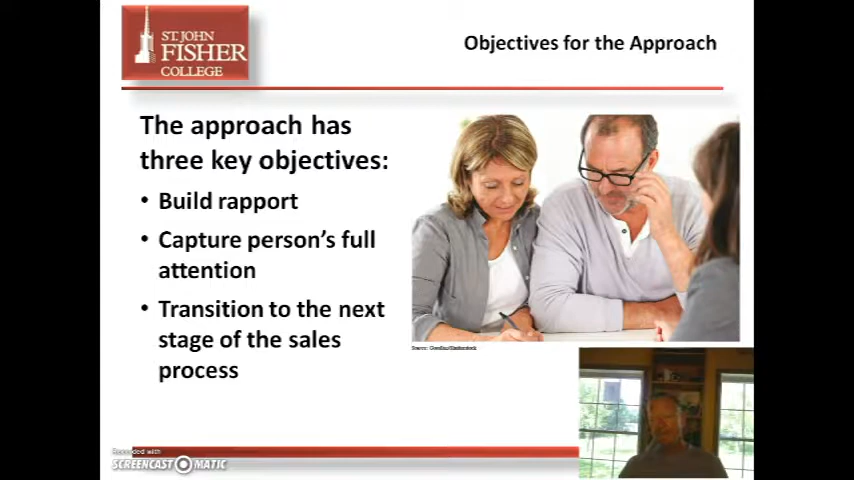 ST. JOHN
FISHER
COLLEGE
Objectives for the Approach
The approach has
three key objectives:
• Build rapport
• Capture person's full
attention
• Transition to the next
stage of the sales
process
Recorded with
SCREENCAST MATIC